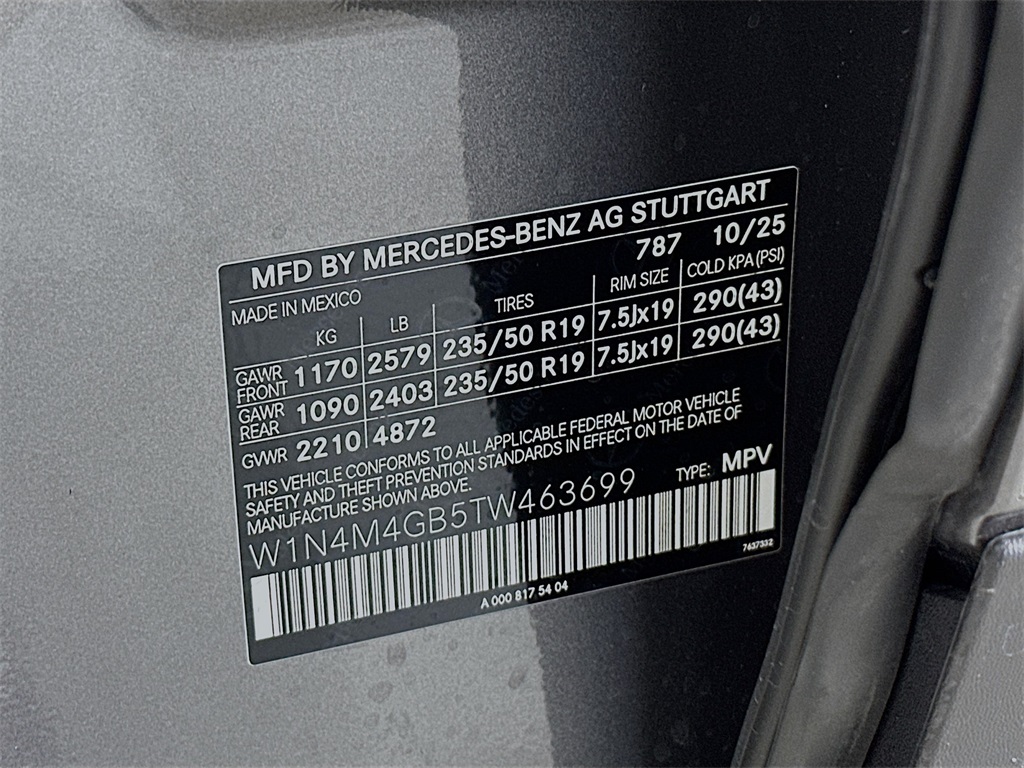 MFD BY MERCEDES-BENZ AG STUTTGART
MADE IN MEXICO 787 10/25
KG LB TIRES RIM SIZE COLD KPA (PSI)
GAWR FRONT 1170 2579 235/50 R19 7.5Jx19 290(43)
GAWR REAR 1090 2403 235/50 R19 7.5Jx19 290(43)
GVWR 2210 4872
THIS VEHICLE CONFORMS TO ALL APPLICABLE FEDERAL MOTOR VEHICLE
SAFETY AND THEFT PREVENTION STANDARDS IN EFFECT ON THE DATE OF
MANUFACTURE SHOWN ABOVE.
W1N4M4GB5TW463699 TYPE: MPV
7437332
A 000 817 54 04